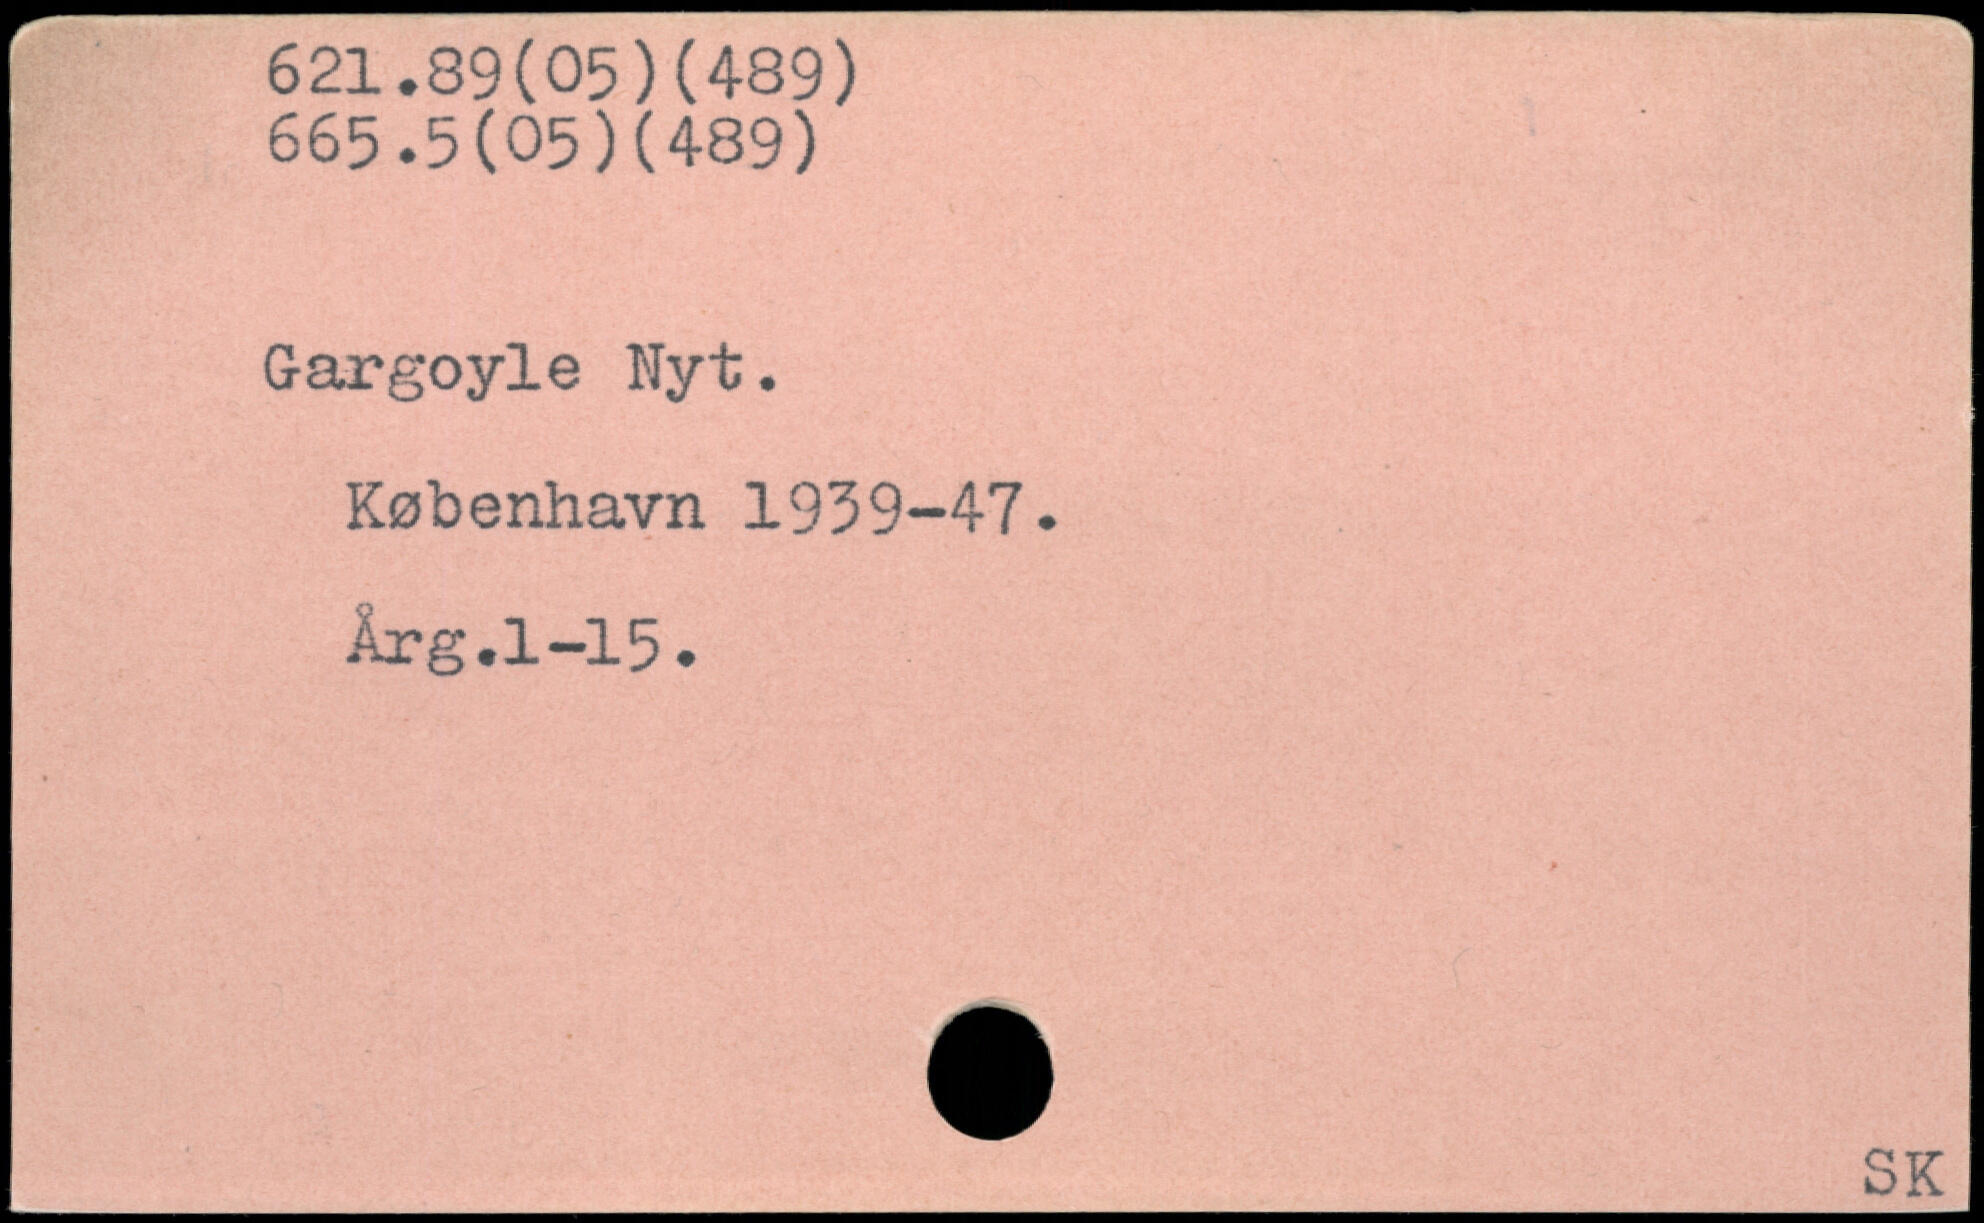 621.89(05)(489)
665.5(05)(489)
Gargoyle Nyt.
København 1939-47.
Årg.1-15.
SK